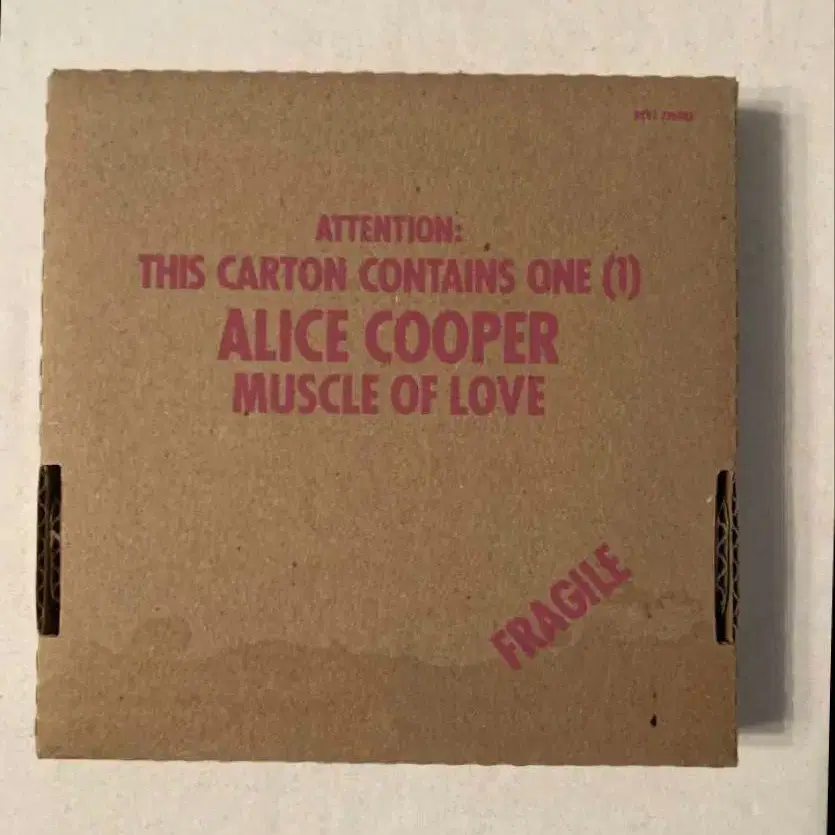 ATTENTION:
THIS CARTON CONTAINS ONE (1)
ALICE COOPER
MUSCLE OF LOVE
FRAGILE